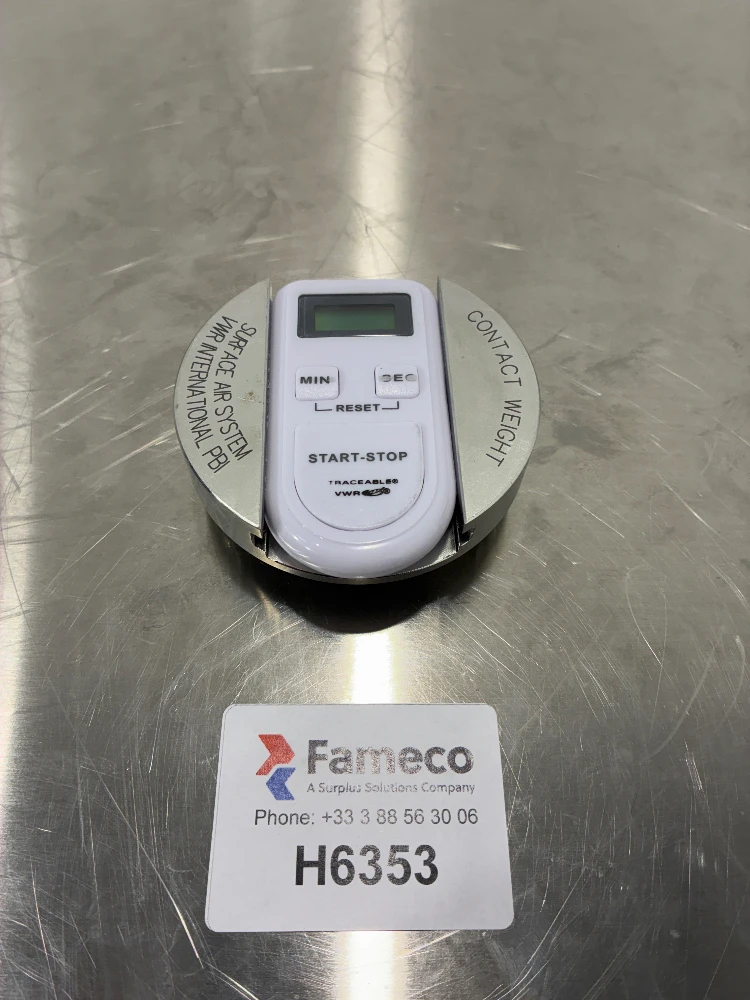 SURFACE AIR SYSTEM
VWR INTERNATIONAL PBI
CONTACT WEIGHT
MIN
SEC
RESET
START-STOP
TRACEABLE®
VWR
Fameco
A Surplus Solutions Company
Phone: +33 3 88 56 30 06
H6353